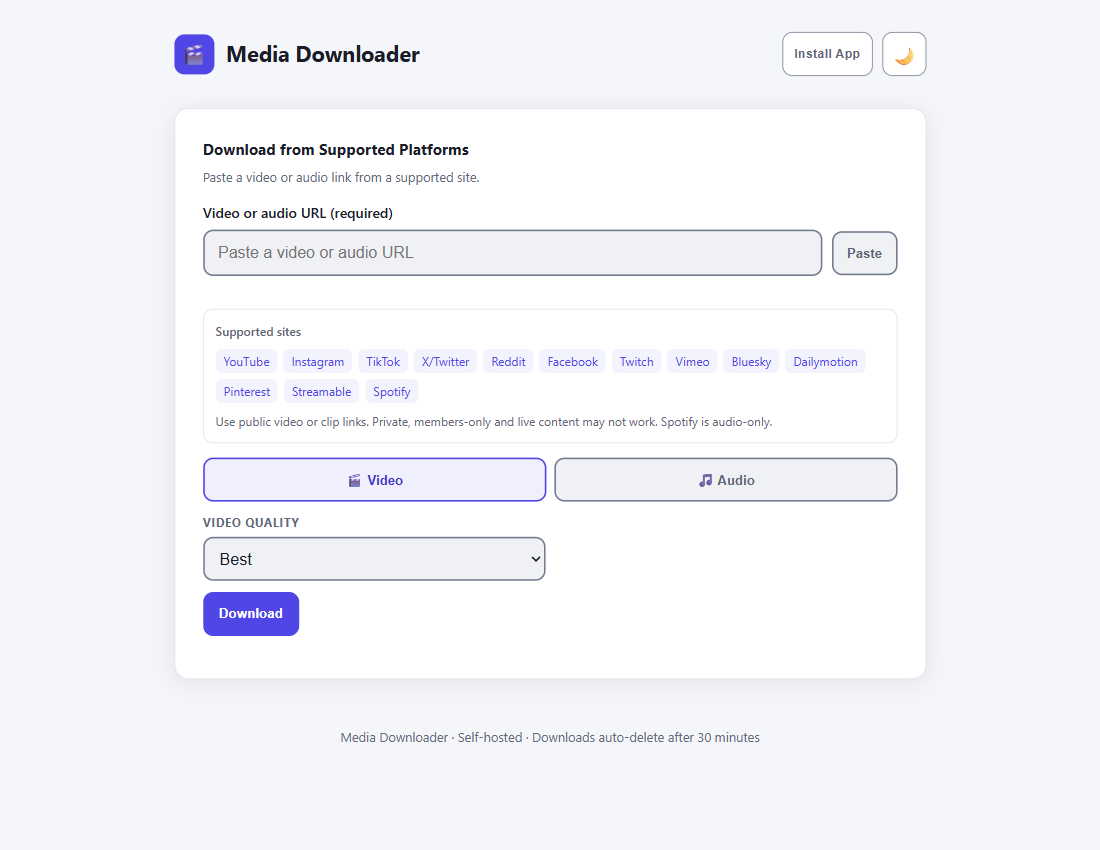 Media Downloader
Install App
Download from Supported Platforms
Paste a video or audio link from a supported site.
Video or audio URL (required)
Paste a video or audio URL
Paste
Supported sites
YouTube Instagram TikTok X/Twitter Reddit Facebook Twitch Vimeo Bluesky Dailymotion
Pinterest Streamable Spotify
Use public video or clip links. Private, members-only and live content may not work. Spotify is audio-only.
Video
Audio
VIDEO QUALITY
Best
Download
Media Downloader · Self-hosted · Downloads auto-delete after 30 minutes